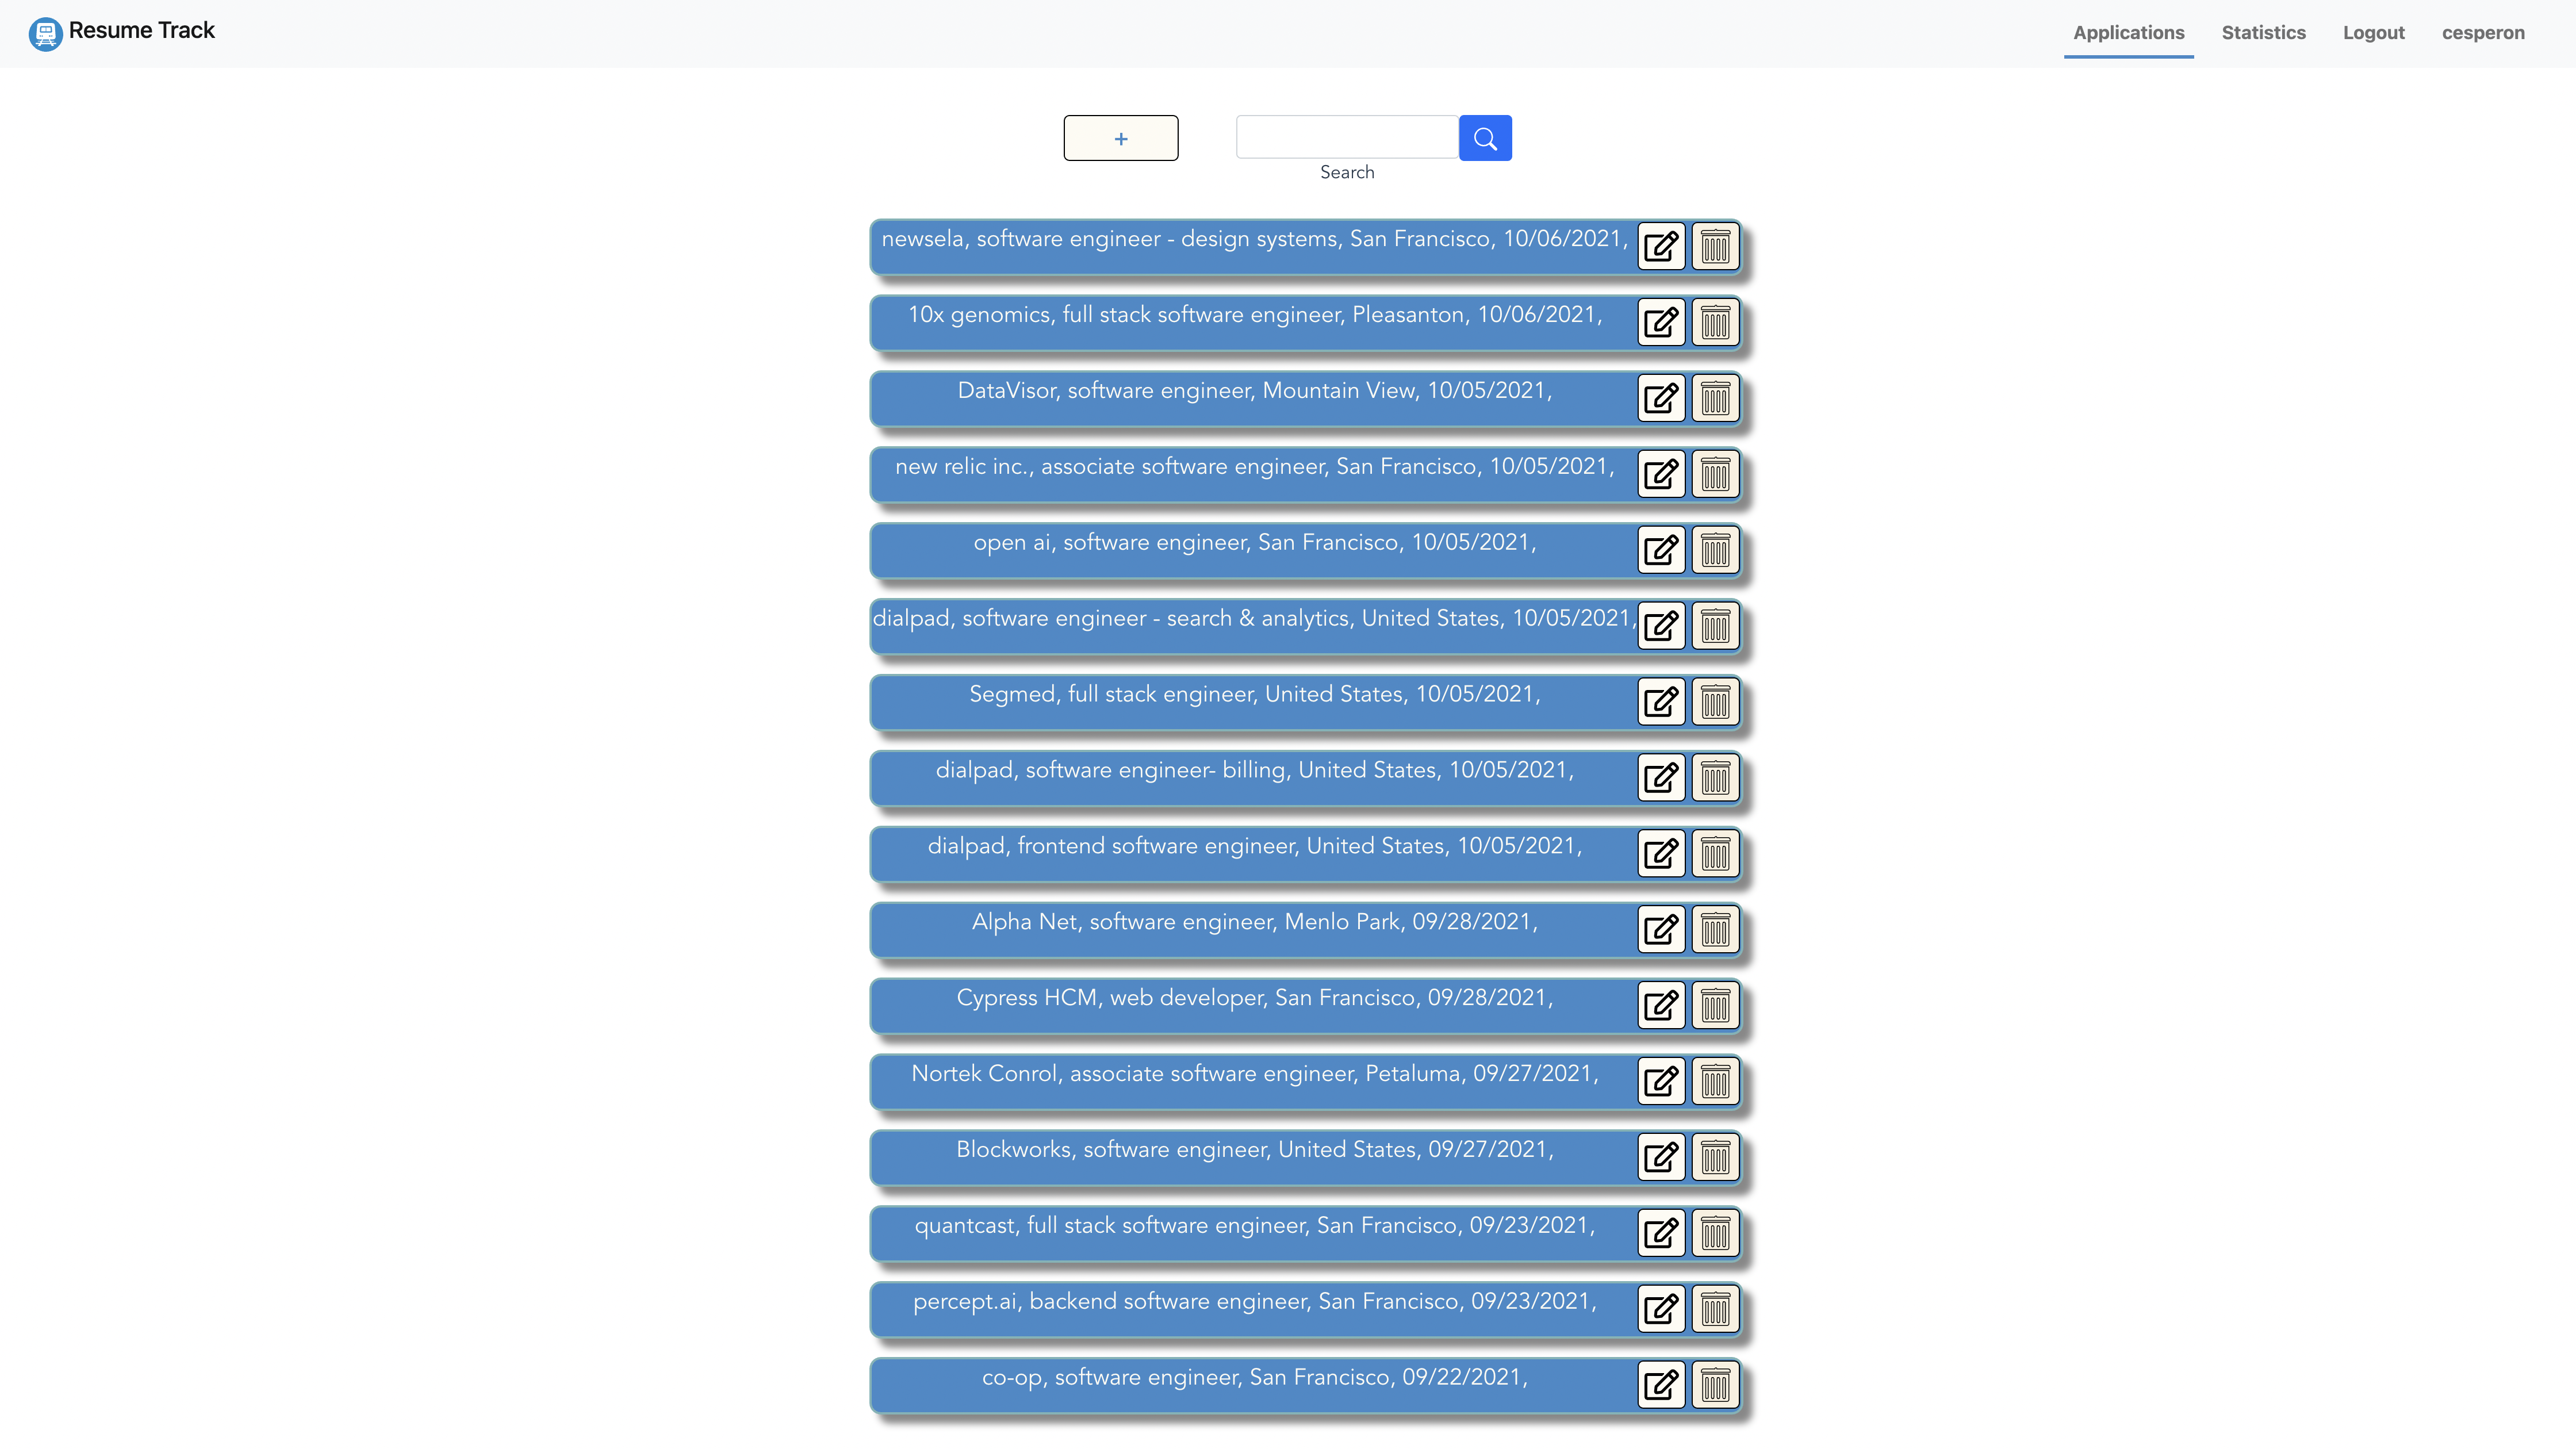 Resume Track
Applications Statistics Logout cesperon
+
Search
newsela, software engineer - design systems, San Francisco, 10/06/2021,
10x genomics, full stack software engineer, Pleasanton, 10/06/2021,
DataVisor, software engineer, Mountain View, 10/05/2021,
new relic inc., associate software engineer, San Francisco, 10/05/2021,
open ai, software engineer, San Francisco, 10/05/2021,
dialpad, software engineer - search & analytics, United States, 10/05/2021,
Segmed, full stack engineer, United States, 10/05/2021,
dialpad, software engineer- billing, United States, 10/05/2021,
dialpad, frontend software engineer, United States, 10/05/2021,
Alpha Net, software engineer, Menlo Park, 09/28/2021,
Cypress HCM, web developer, San Francisco, 09/28/2021,
Nortek Conrol, associate software engineer, Petaluma, 09/27/2021,
Blockworks, software engineer, United States, 09/27/2021,
quantcast, full stack software engineer, San Francisco, 09/23/2021,
percept.ai, backend software engineer, San Francisco, 09/23/2021,
co-op, software engineer, San Francisco, 09/22/2021,